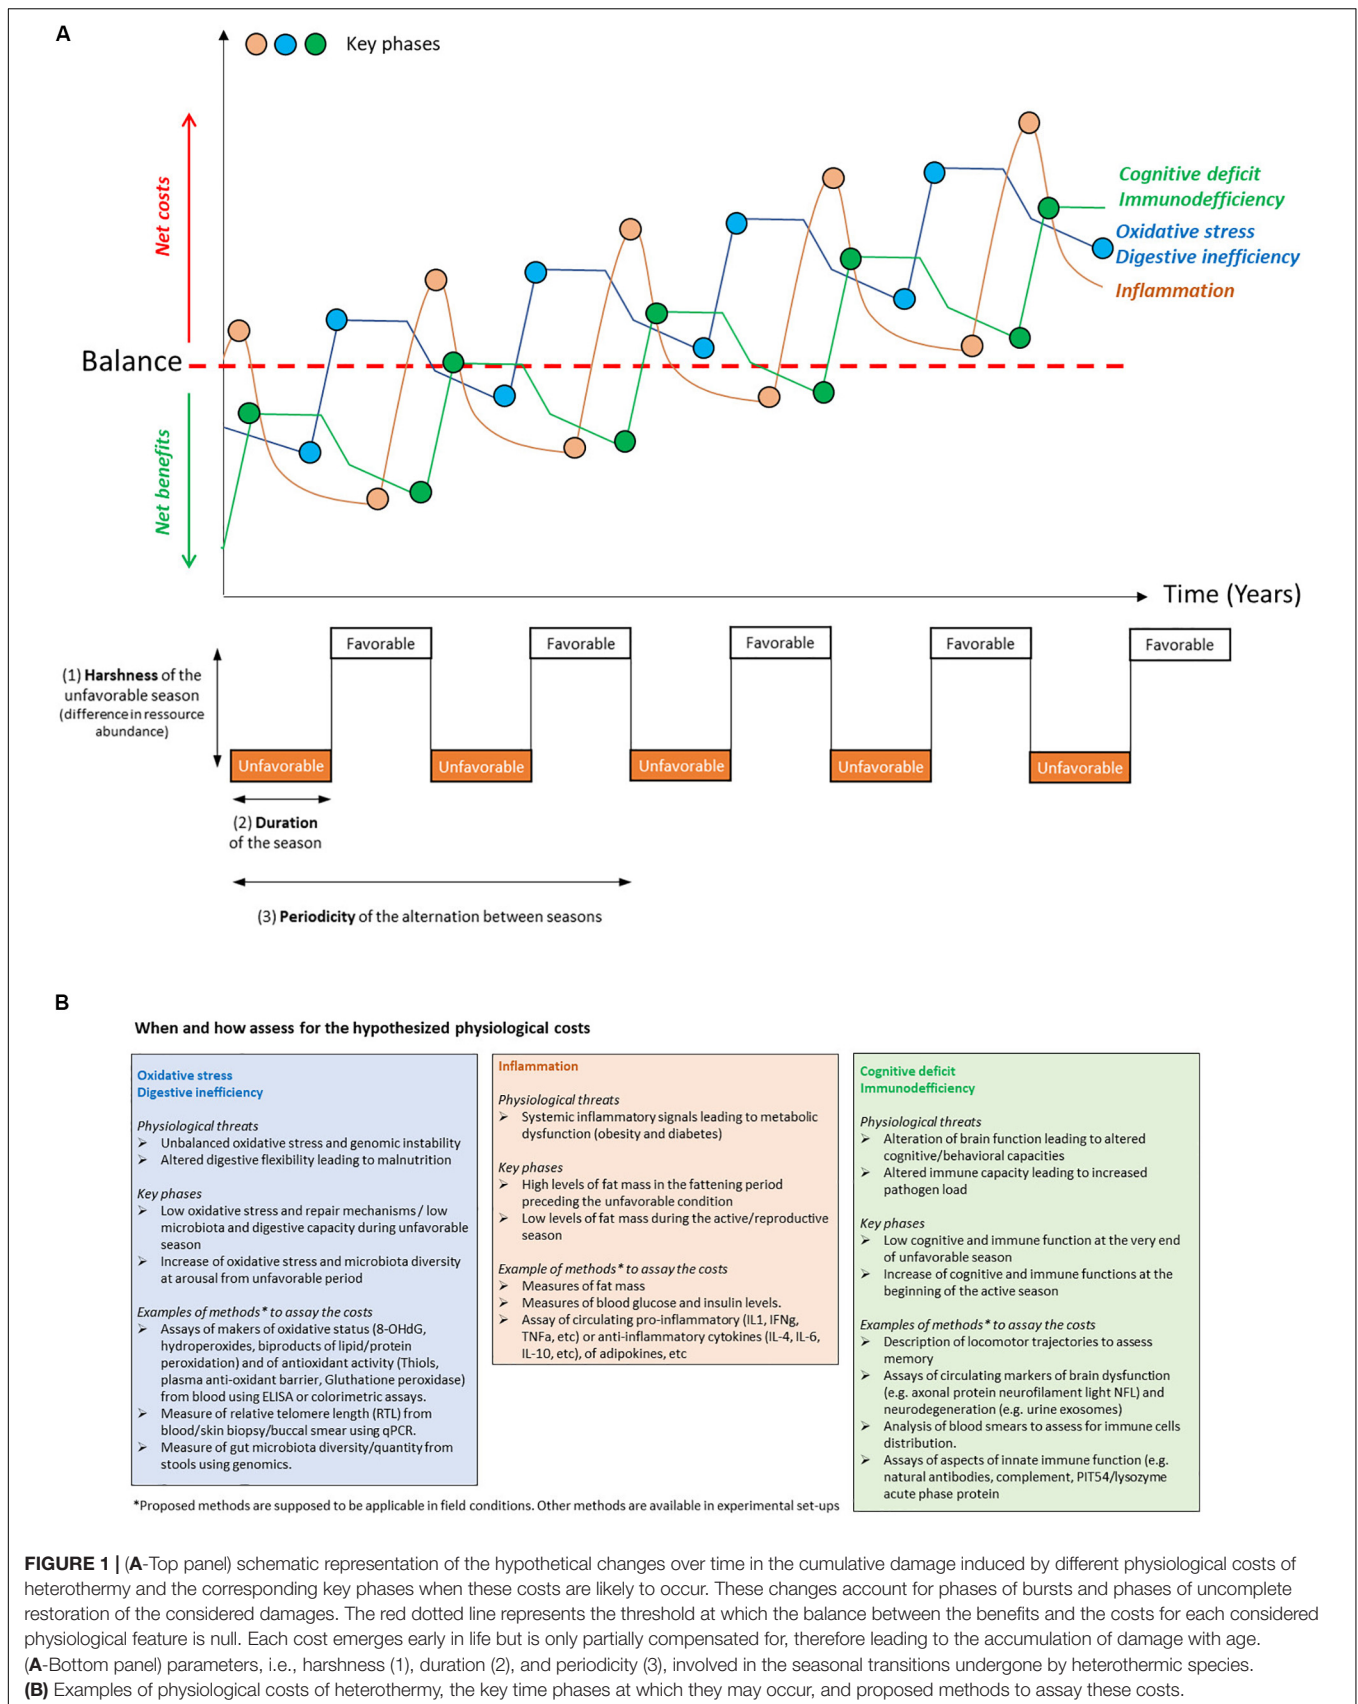 A
Key phases
Net costs
Balance
Net benefits
Cognitive deficit
Immunodefficiency
Oxidative stress
Digestive inefficiency
Inflammation
Time (Years)
Favorable
Favorable
Favorable
Favorable
Favorable
(1) Harshness of the
unfavorable season
(difference in ressource
abundance)
Unfavorable
Unfavorable
Unfavorable
Unfavorable
Unfavorable
(2) Duration
of the season
(3) Periodicity of the alternation between seasons
B
When and how assess for the hypothesized physiological costs
Oxidative stress
Digestive inefficiency
Physiological threats
➢ Unbalanced oxidative stress and genomic instability
➢ Altered digestive flexibility leading to malnutrition
Key phases
➢ Low oxidative stress and repair mechanisms / low
microbiota and digestive capacity during unfavorable
season
➢ Increase of oxidative stress and microbiota diversity
at arousal from unfavorable period
Examples of methods* to assay the costs
➢ Assays of makers of oxidative status (8-OHdG,
hydroperoxides, biproducts of lipid/protein
peroxidation) and of antioxidant activity (Thiols,
plasma anti-oxidant barrier, Gluthatione peroxidase)
from blood using ELISA or colorimetric assays.
➢ Measure of relative telomere length (RTL) from
blood/skin biopsy/buccal smear using qPCR.
➢ Measure of gut microbiota diversity/quantity from
stools using genomics.
Inflammation
Physiological threats
➢ Systemic inflammatory signals leading to metabolic
dysfunction (obesity and diabetes)
Key phases
➢ High levels of fat mass in the fattening period
preceding the unfavorable condition
➢ Low levels of fat mass during the active/reproductive
season
Example of methods* to assay the costs
➢ Measures of fat mass
➢ Measures of blood glucose and insulin levels.
➢ Assay of circulating pro-inflammatory (IL1, IFNg,
TNFa, etc) or anti-inflammatory cytokines (IL-4, IL-6,
IL-10, etc), of adipokines, etc
Cognitive deficit
Immunodefficiency
Physiological threats
➢ Alteration of brain function leading to altered
cognitive/behavioral capacities
➢ Altered immune capacity leading to increased
pathogen load
Key phases
➢ Low cognitive and immune function at the very end
of unfavorable season
➢ Increase of cognitive and immune functions at the
beginning of the active season
Examples of methods* to assay the costs
➢ Description of locomotor trajectories to assess
memory
➢ Assays of circulating markers of brain dysfunction
(e.g. axonal protein neurofilament light NFL) and
neurodegeneration (e.g. urine exosomes)
➢ Analysis of blood smears to assess for immune cells
distribution.
➢ Assays of aspects of innate immune function (e.g.
natural antibodies, complement, PIT54/lysozyme
acute phase protein
*Proposed methods are supposed to be applicable in field conditions. Other methods are available in experimental set-ups
FIGURE 1 | (A-Top panel) schematic representation of the hypothetical changes over time in the cumulative damage induced by different physiological costs of
heterothermy and the corresponding key phases when these costs are likely to occur. These changes account for phases of bursts and phases of uncomplete
restoration of the considered damages. The red dotted line represents the threshold at which the balance between the benefits and the costs for each considered
physiological feature is null. Each cost emerges early in life but is only partially compensated for, therefore leading to the accumulation of damage with age.
(A-Bottom panel) parameters, i.e., harshness (1), duration (2), and periodicity (3), involved in the seasonal transitions undergone by heterothermic species.
(B) Examples of physiological costs of heterothermy, the key time phases at which they may occur, and proposed methods to assay these costs.